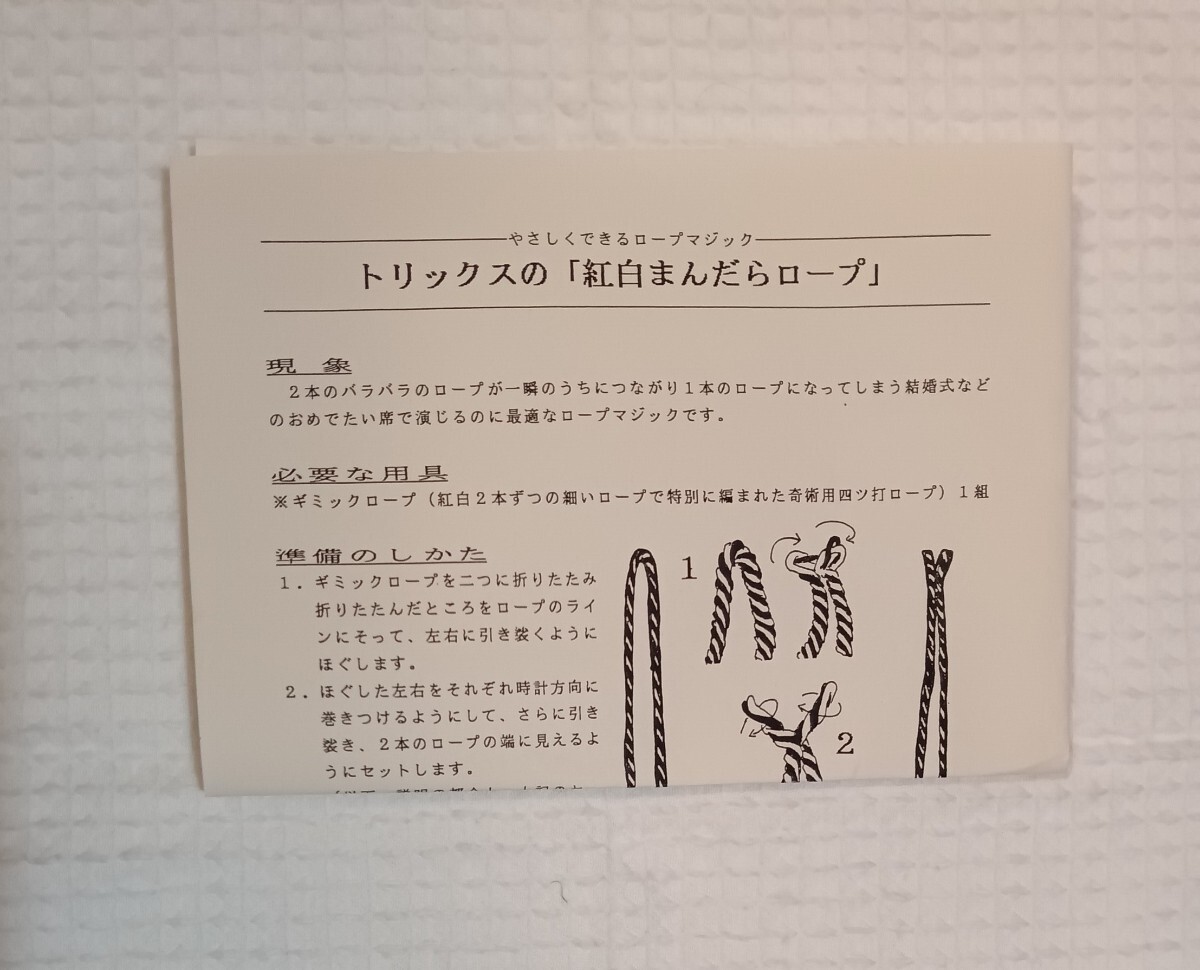 やさしくできるロープマジック
トリックスの「紅白まんだらロープ」
現 象
2本のバラバラのロープが一瞬のうちにつながり1本のロープになってしまう結婚式など
のおめでたい席で演じるのに最適なロープマジックです。
必要な用具
※ギミックロープ(紅白2本ずつの細いロープで特別に編まれた奇術用四ツ打ロープ)1組
準備のしかた
1.ギミックロープを二つに折りたたみ
折りたたんだところをロープのライ
ンにそって、左右に引き裂くように
ほぐします。
2.ほぐした左右をそれぞれ時計方向に
巻きつけるようにして、さらに引き
裂き、2本のロープの端に見えるよ
うにセットします。
1
2